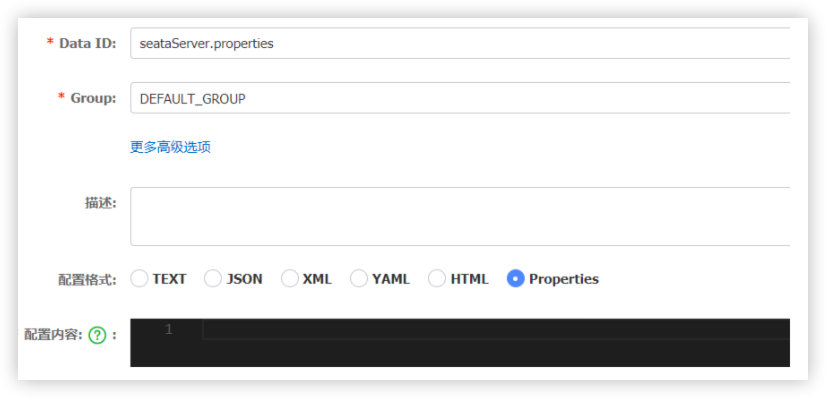 * Data ID: seataServer.properties
* Group: DEFAULT_GROUP
更多高级选项
描述:
配置格式: TEXT JSON XML YAML HTML Properties
配置内容: ? : 1